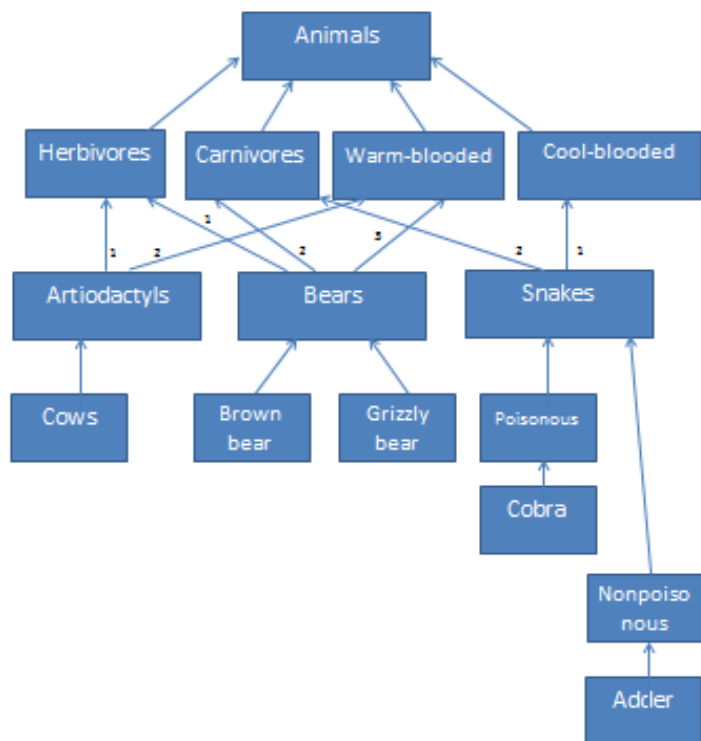 Animals
Herbivores
Carnivores
Warm-blooded
Cool-blooded
1
2
1
2
3
2
1
Artiodactyls
Bears
Snakes
Cows
Brown
bear
Grizzly
bear
Poisonous
Cobra
Nonpoiso
nous
Adder